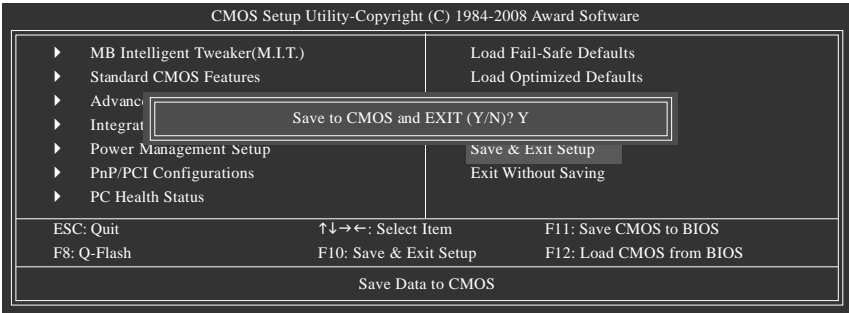 CMOS Setup Utility-Copyright (C) 1984-2008 Award Software
MB Intelligent Tweaker(M.I.T.)
Standard CMOS Features
Integrat
Power Management Setup
PnP/PCI Configurations
PC Health Status
Load Fail-Safe Defaults
Load Optimized Defaults
Save & Exit Setup
Exit Without Saving
Save to CMOS and EXIT (Y/N)? Y
ESC: Quit ↑↓→←: Select Item F11: Save CMOS to BIOS
F8: Q-Flash F10: Save & Exit Setup F12: Load CMOS from BIOS
Save Data to CMOS